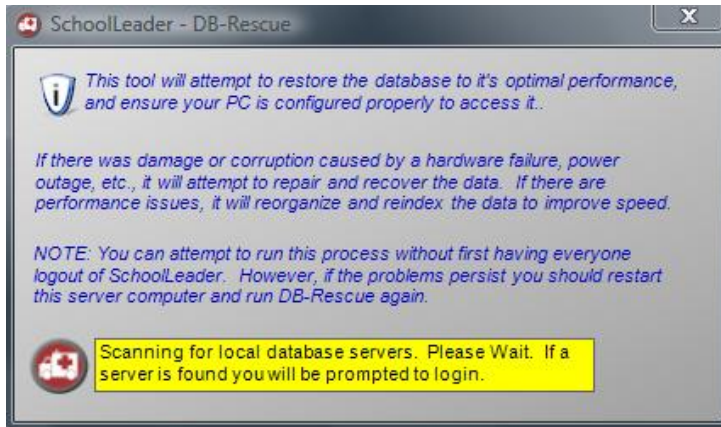 SchoolLeader - DB-Rescue
This tool will attempt to restore the database to it's optimal performance,
and ensure your PC is configured properly to access it..
If there was damage or corruption caused by a hardware failure, power
outage, etc., it will attempt to repair and recover the data.  If there are
performance issues, it will reorganize and reindex the data to improve speed.
NOTE: You can attempt to run this process without first having everyone
logout of SchoolLeader.  However, if the problems persist you should restart
this server computer and run DB-Rescue again.
Scanning for local database servers.  Please Wait.  If a
server is found you will be prompted to login.